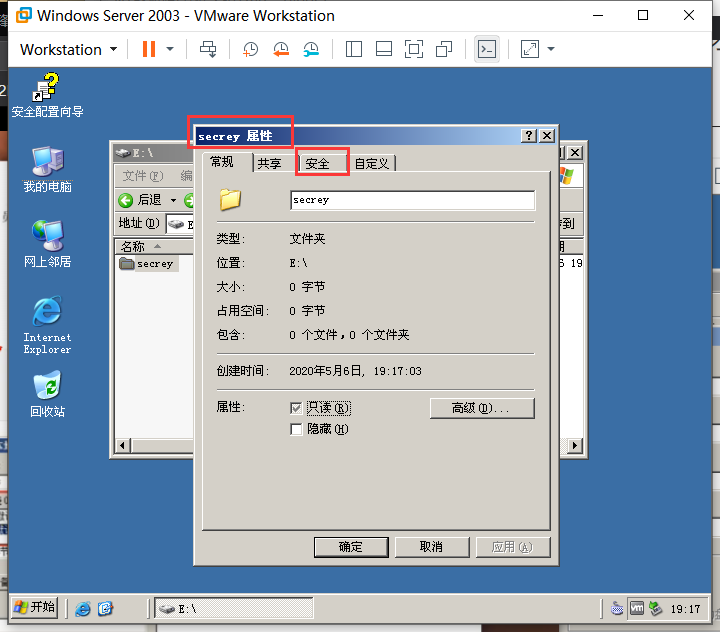 Windows Server 2003 - VMware Workstation
Workstation
安全配置向导
我的电脑
网上邻居
Internet
Explorer
回收站
E:\
文件(F) 编
后退
地址(D) E
名称
secrey
到
期
6 19
secrey 属性
常规 共享 安全 自定义
secrey
类型: 文件夹
位置: E:\
大小: 0 字节
占用空间: 0 字节
包含: 0 个文件,0 个文件夹
创建时间: 2020年5月6日, 19:17:03
属性: 只读(R) 高级(D)...
隐藏(H)
确定 取消 应用(A)
开始 E:\ 19:17